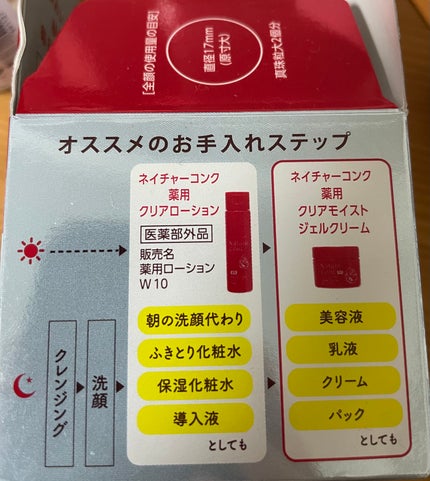 [全顔の使用量の目安]
直径17mm
(原寸大)
真珠粒大2個分
オススメのお手入れステップ
ネイチャーコンク
薬用
クリアローション
医薬部外品
販売名
薬用ローション
W10
ネイチャーコンク
薬用
クリアモイスト
ジェルクリーム
クレンジング
洗顔
朝の洗顔代わり
ふきとり化粧水
保湿化粧水
導入液
としても
美容液
乳液
クリーム
パック
としても